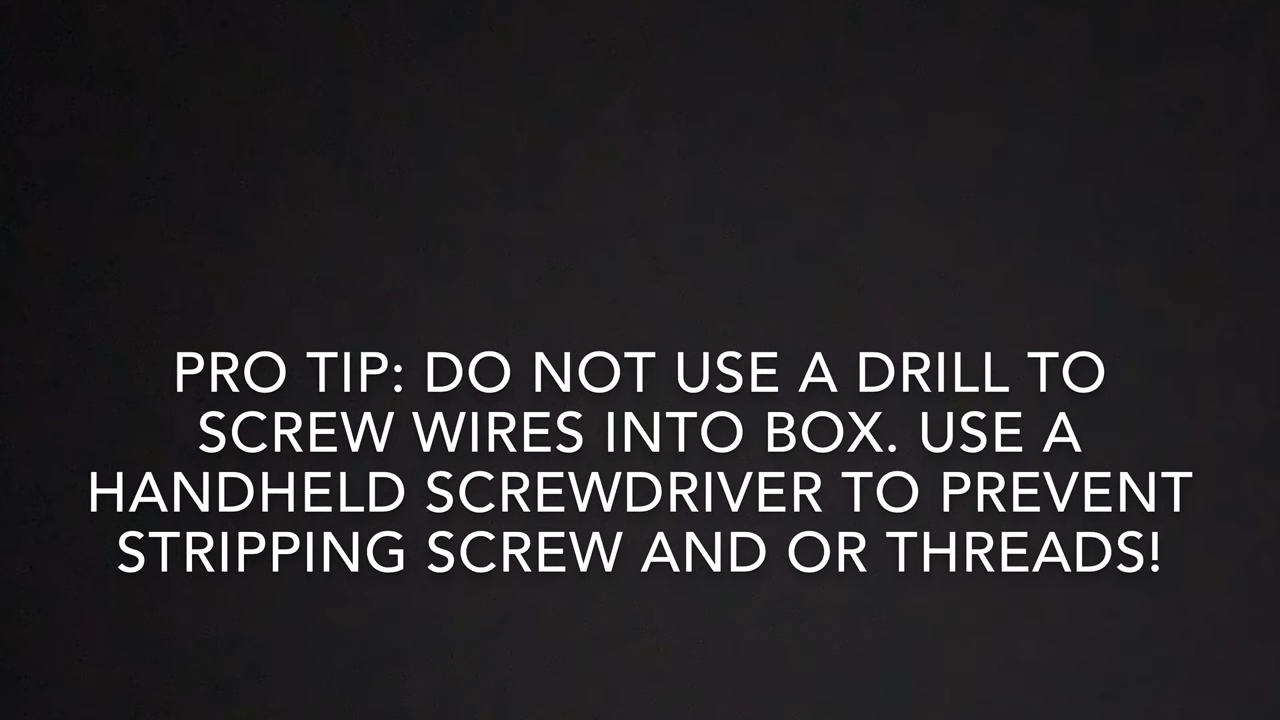 PRO TIP: DO NOT USE A DRILL TO
SCREW WIRES INTO BOX. USE A
HANDHELD SCREWDRIVER TO PREVENT
STRIPPING SCREW AND OR THREADS!